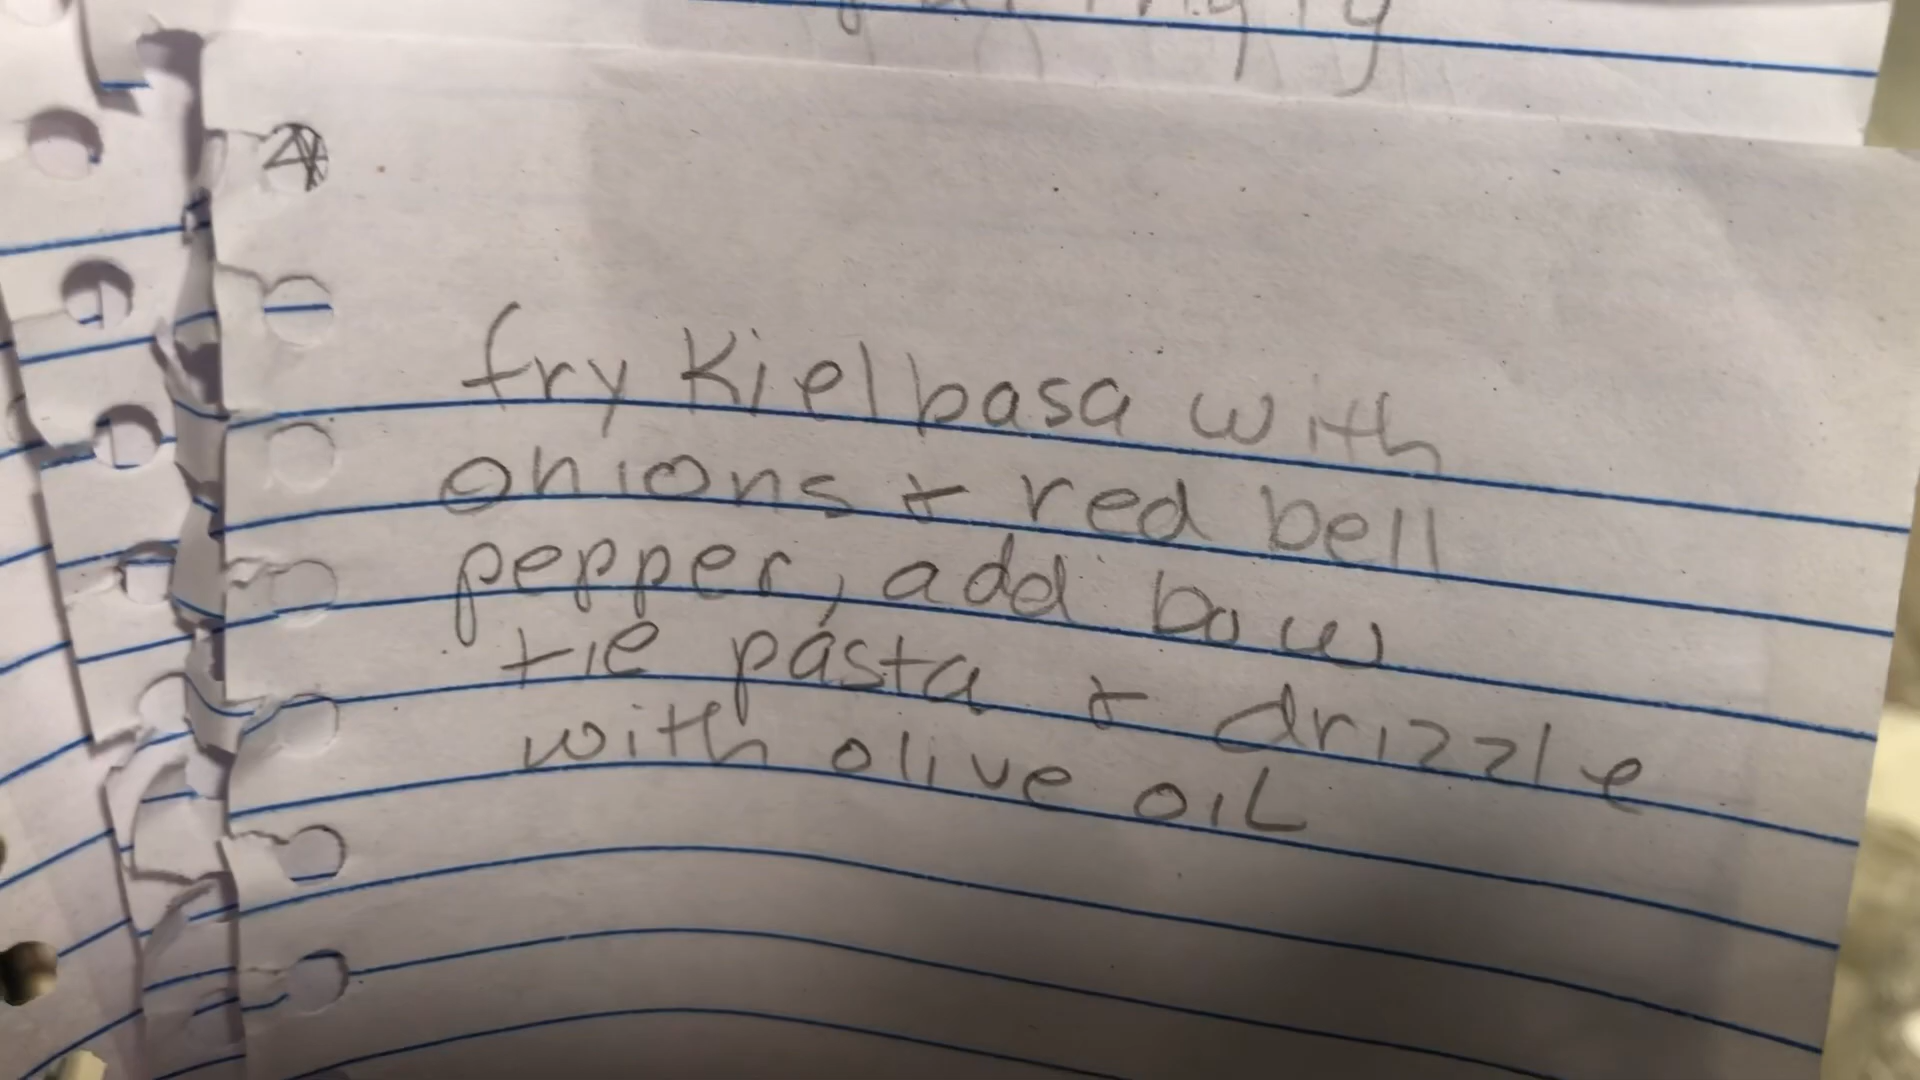 fry Kielbasa with
onions + red bell
pepper, add bow
tie pasta + drizzle
with olive oiL